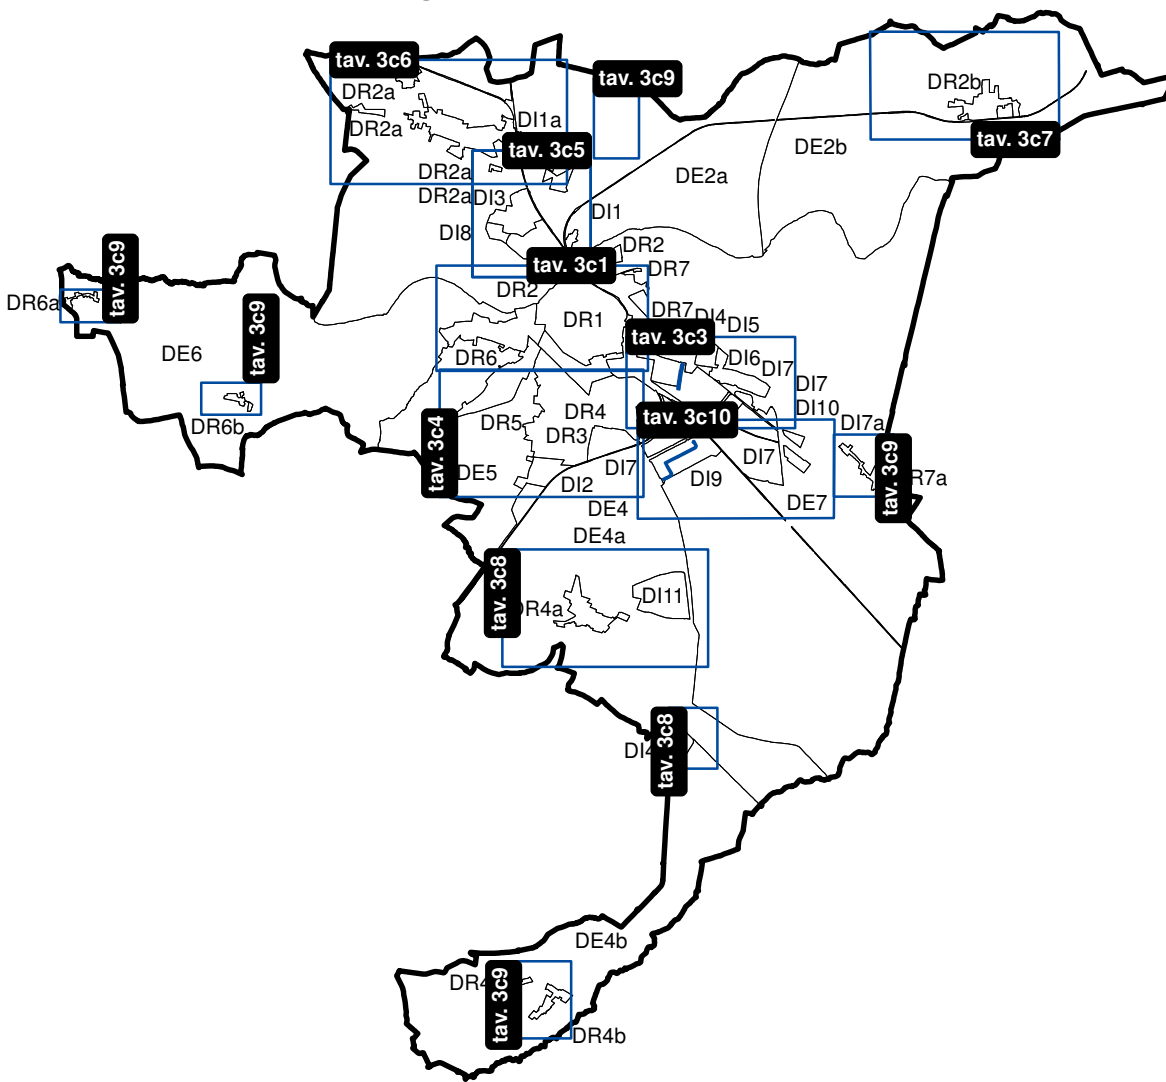 tav. 3c6
tav. 3c9
DR2a
DR2b
DI1a
DR2a
tav. 3c5
tav. 3c7
DE2b
DR2a
DE2a
DR2a
DI3
DI1
DI8
DR2
tav. 3c9
tav. 3c1
DR7
DR2
DR6a
tav. 3c9
DR7
DI4
DR1
DI5
tav. 3c3
DE6
DR6
DI6
DI7
DI7
DI10
DR6b
DR4
tav. 3c10
DR5
DI7a
DR3
tav. 3c4
DE5
DI7
DI7
tav. 3c9
R7a
DI2
DI9
DE4
DE7
DE4a
tav. 3c8
DR4a
DI11
tav. 3c8
DI4
DE4b
DR4
tav. 3c9
DR4b